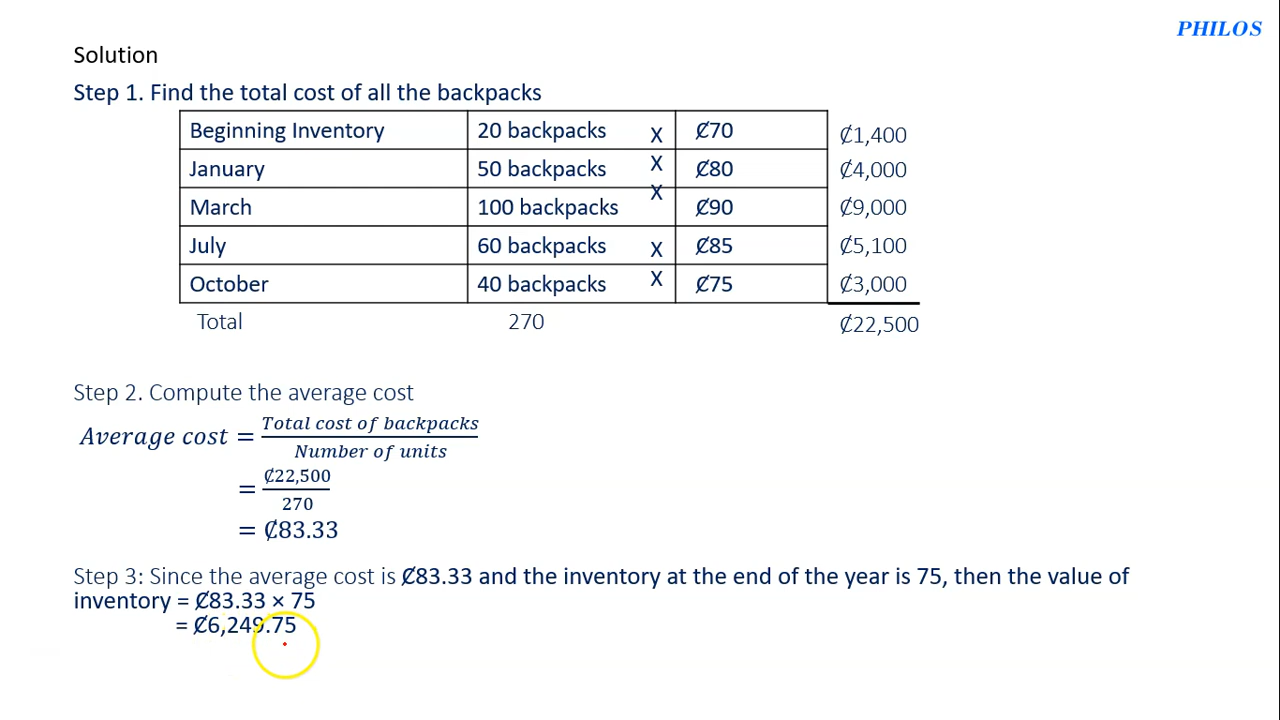 PHILOS
Solution
Step 1. Find the total cost of all the backpacks
Beginning Inventory 20 backpacks X ₵70 ₵1,400
January 50 backpacks X ₵80 ₵4,000
March 100 backpacks X ₵90 ₵9,000
July 60 backpacks X ₵85 ₵5,100
October 40 backpacks X ₵75 ₵3,000
Total 270 ₵22,500
Step 2. Compute the average cost
Average cost = Total cost of backpacks / Number of units
= ₵22,500 / 270
= ₵83.33
Step 3: Since the average cost is ₵83.33 and the inventory at the end of the year is 75, then the value of
inventory = ₵83.33 × 75
= ₵6,249.75